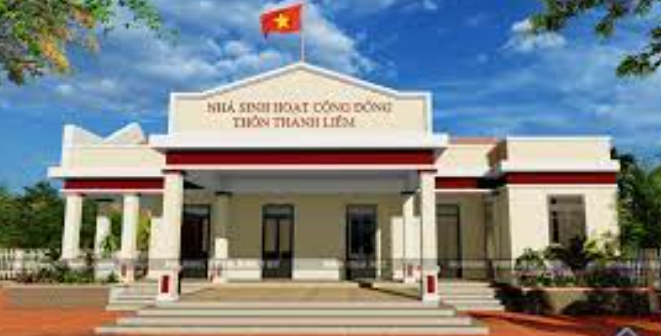 NHÀ SINH HOẠT CỘNG ĐỒNG
THÔN THANH LIÊM